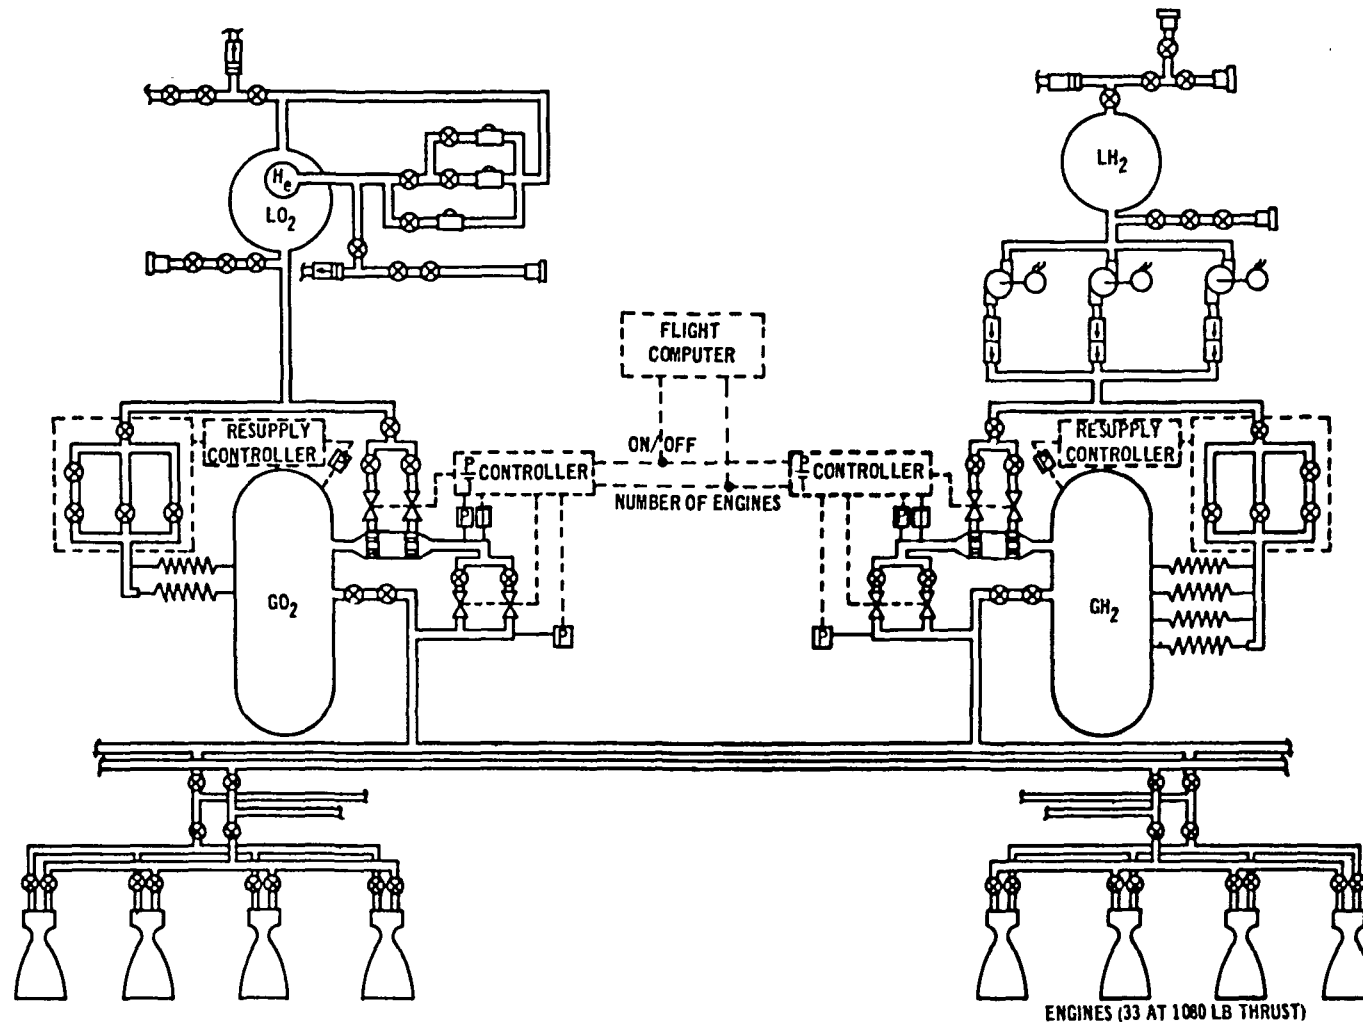 He
LO2
LH2
FLIGHT
COMPUTER
RESUPPLY
CONTROLLER
P
ON/OFF
P
CONTROLLER
P
NUMBER OF ENGINES
P
CONTROLLER
P
RESUPPLY
CONTROLLER
P
GO2
P
P
GH2
ENGINES (33 AT 1080 LB THRUST)